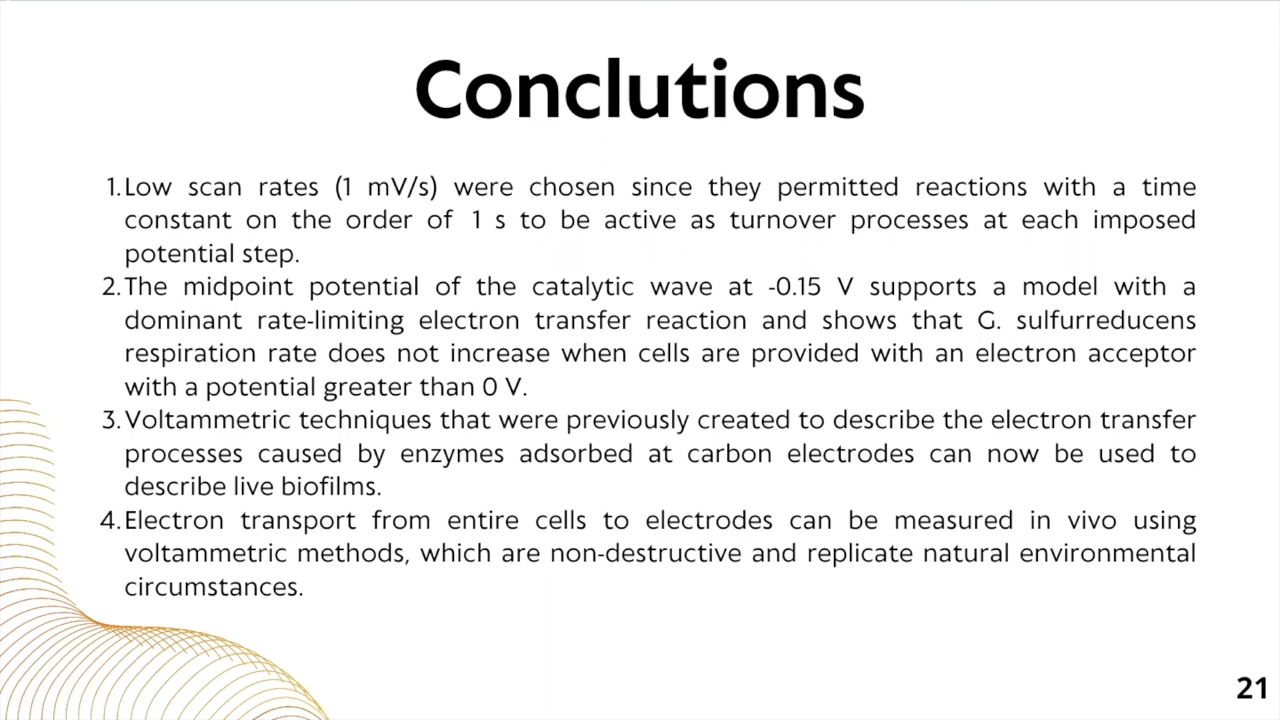 Conclutions
1. Low scan rates (1 mV/s) were chosen since they permitted reactions with a time
constant on the order of 1 s to be active as turnover processes at each imposed
potential step.
2. The midpoint potential of the catalytic wave at -0.15 V supports a model with a
dominant rate-limiting electron transfer reaction and shows that G. sulfurreducens
respiration rate does not increase when cells are provided with an electron acceptor
with a potential greater than 0 V.
3. Voltammetric techniques that were previously created to describe the electron transfer
processes caused by enzymes adsorbed at carbon electrodes can now be used to
describe live biofilms.
4. Electron transport from entire cells to electrodes can be measured in vivo using
voltammetric methods, which are non-destructive and replicate natural environmental
circumstances.
21